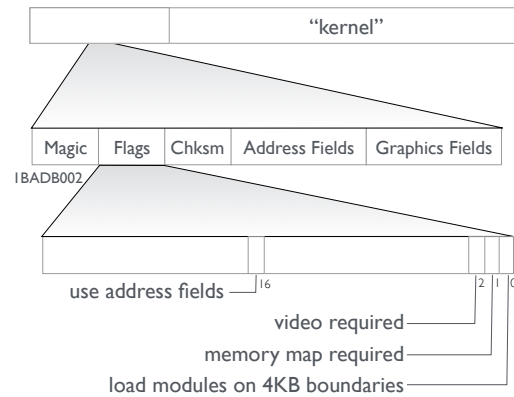 “kernel”
Magic Flags Chksm Address Fields Graphics Fields
1BADB002
use address fields 16 2 1 0
video required
memory map required
load modules on 4KB boundaries